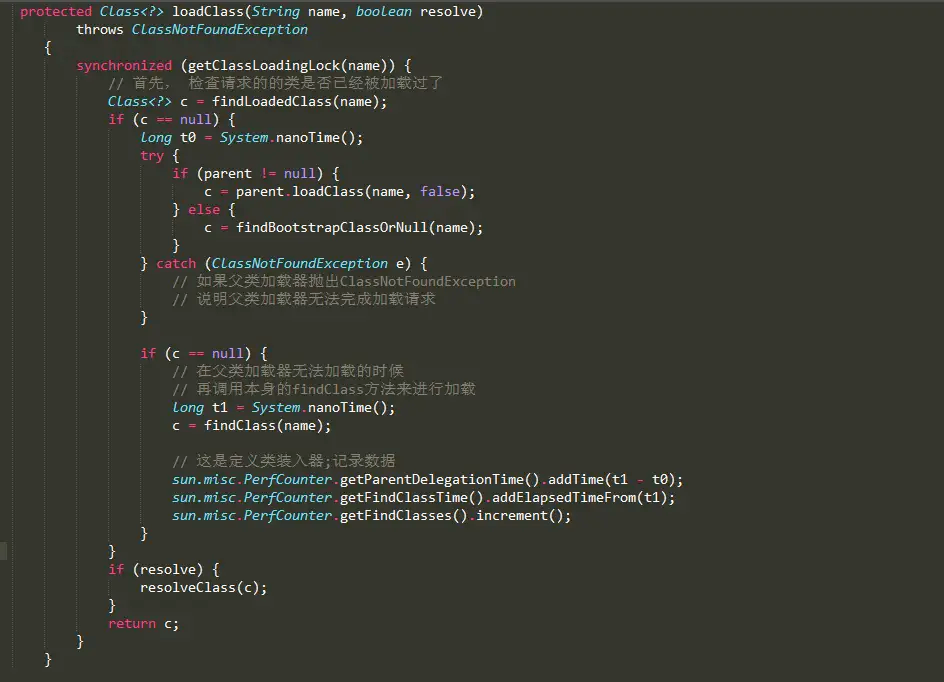 protected Class<?> loadClass(String name, boolean resolve)
throws ClassNotFoundException
{
synchronized (getClassLoadingLock(name)) {
// 首先， 检查请求的的类是否已经被加载过了
Class<?> c = findLoadedClass(name);
if (c == null) {
long t0 = System.nanoTime();
try {
if (parent != null) {
c = parent.loadClass(name, false);
} else {
c = findBootstrapClassOrNull(name);
}
} catch (ClassNotFoundException e) {
// 如果父类加载器抛出ClassNotFoundException
// 说明父类加载器无法完成加载请求
}
if (c == null) {
// 在父类加载器无法加载的时候
// 再调用本身的findClass方法来进行加载
long t1 = System.nanoTime();
c = findClass(name);
// 这是定义类装入器;记录数据
sun.misc.PerfCounter.getParentDelegationTime().addTime(t1 - t0);
sun.misc.PerfCounter.getFindClassTime().addElapsedTimeFrom(t1);
sun.misc.PerfCounter.getFindClasses().increment();
}
}
if (resolve) {
resolveClass(c);
}
return c;
}
}